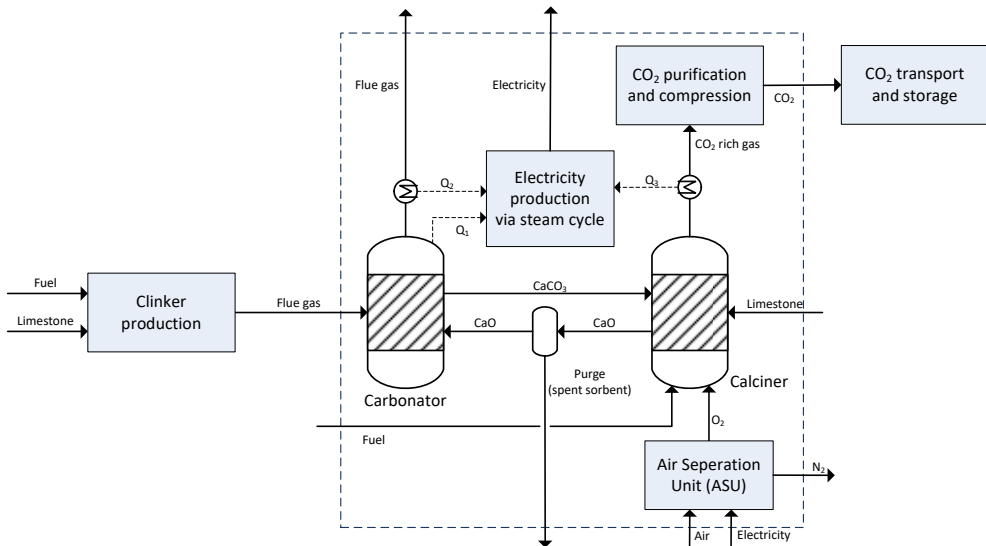 Flue gas
Electricity
CO₂ purification
and compression
CO₂
CO₂ transport
and storage
CO₂ rich gas
Q₂
Electricity
production
via steam cycle
Q₃
Q₁
Fuel
Limestone
Clinker
production
Flue gas
CaCO₃
CaO
CaO
Limestone
Purge
(spent sorbent)
Carbonator
Calciner
Fuel
O₂
Air Seperation
Unit (ASU)
N₂
Air
Electricity